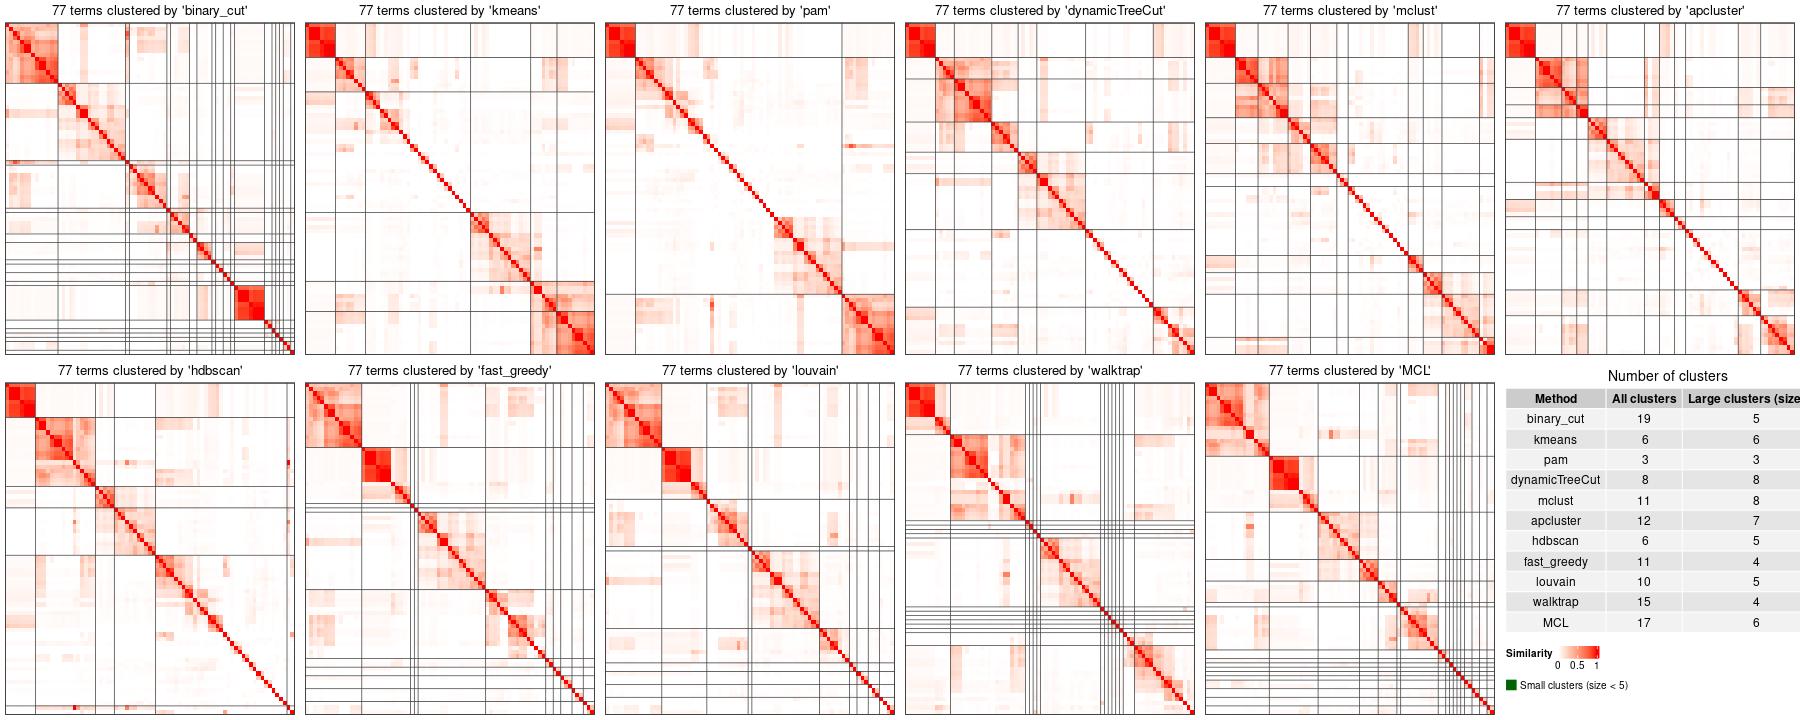 77 terms clustered by 'binary_cut'
77 terms clustered by 'kmeans'
77 terms clustered by 'pam'
77 terms clustered by 'dynamicTreeCut'
77 terms clustered by 'mclust'
77 terms clustered by 'apcluster'
77 terms clustered by 'hdbscan'
77 terms clustered by 'fast_greedy'
77 terms clustered by 'louvain'
77 terms clustered by 'walktrap'
77 terms clustered by 'MCL'
Number of clusters
Method All clusters Large clusters (size
binary_cut 19 5
kmeans 6 6
pam 3 3
dynamicTreeCut 8 8
mclust 11 8
apcluster 12 7
hdbscan 6 5
fast_greedy 11 4
louvain 10 5
walktrap 15 4
MCL 17 6
Similarity
0 0.5 1
Small clusters (size < 5)